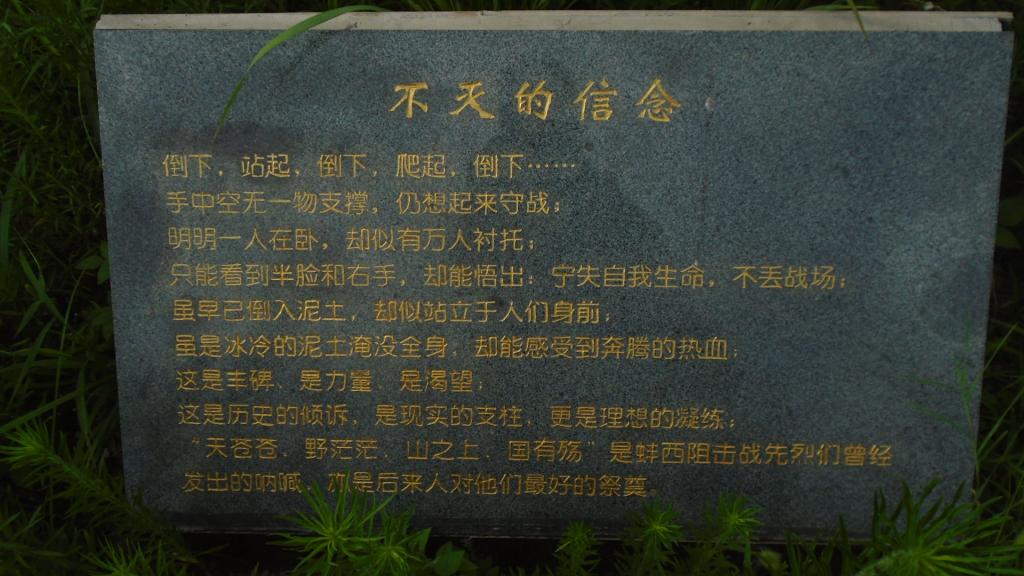 不灭的信念
倒下，站起，倒下，爬起，倒下……
手中空无一物支撑，仍想起来守战；
明明一人在卧，却似有万人衬托；
只能看到半脸和右手，却能悟出：宁失自我生命，不丢战场；
虽早已倒入泥土，却似站立于人们身前；
虽是冰冷的泥土淹没全身，却能感受到奔腾的热血；
这是丰碑、是力量、是渴望；
这是历史的倾诉，是现实的支柱，更是理想的凝练；
“天苍苍、野茫茫、山之上、国有殇”是蚌西阻击战先烈们曾经
发出的呐喊，亦是后来人对他们最好的祭奠。